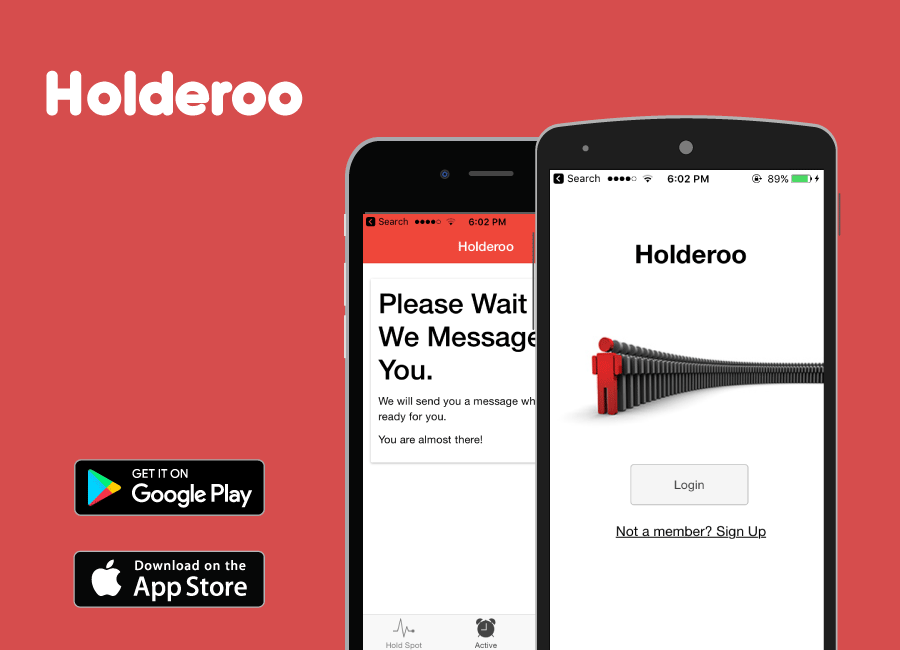 Holderoo
GET IT ON
Google Play
Download on the
App Store
Search 6:02 PM
Holderoo
Please Wait
We Message
You.
We will send you a message
ready for you.
You are almost there!
Hold Spot
Active
Search 6:02 PM 89%
Holderoo
Login
Not a member? Sign Up